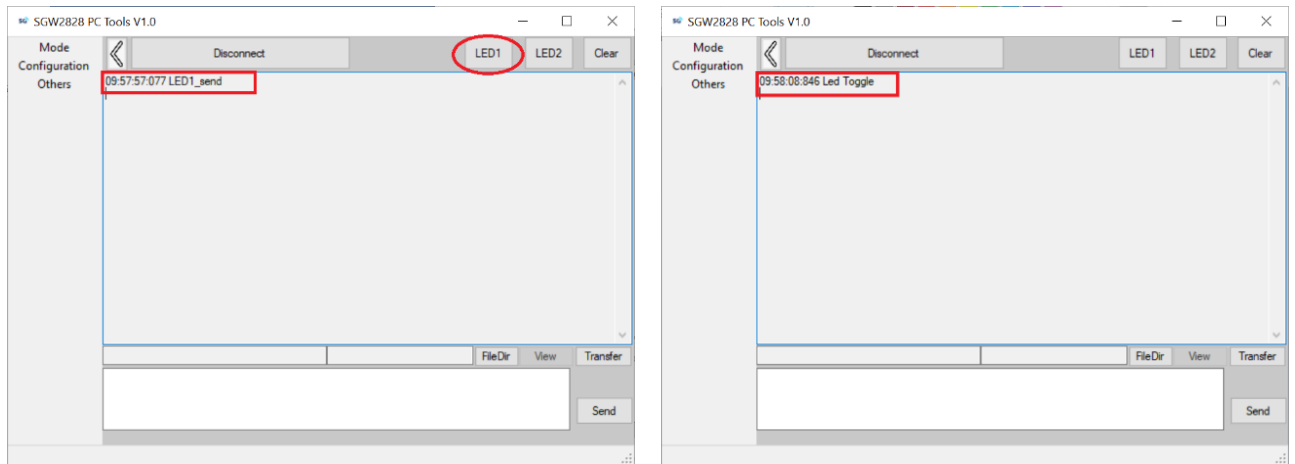 SGW2828 PC Tools V1.0
Mode
Configuration
Others
Disconnect
LED1
LED2
Clear
09:57:57:077 LED1_send
FileDir
View
Transfer
Send
SGW2828 PC Tools V1.0
Mode
Configuration
Others
Disconnect
LED1
LED2
Clear
09:58:08:846 Led Toggle
FileDir
View
Transfer
Send